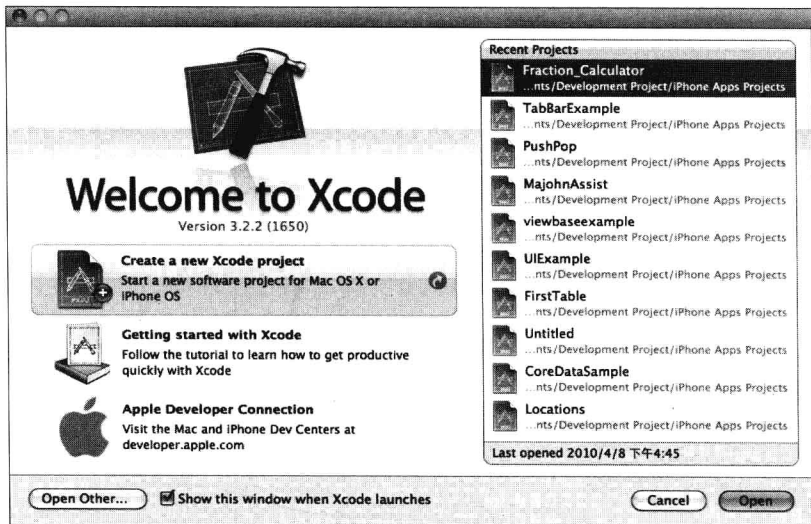 Welcome to Xcode
Version 3.2.2 (1650)
Create a new Xcode project
Start a new software project for Mac OS X or
iPhone OS
Getting started with Xcode
Follow the tutorial to learn how to get productive
quickly with Xcode
Apple Developer Connection
Visit the Mac and iPhone Dev Centers at
developer.apple.com
Recent Projects
Fraction_Calculator
...nts/Development Project/iPhone Apps Projects
TabBarExample
...nts/Development Project/iPhone Apps Projects
PushPop
...nts/Development Project/iPhone Apps Projects
MajohnAssist
...nts/Development Project/iPhone Apps Projects
viewbaseexample
...nts/Development Project/iPhone Apps Projects
UIExample
...nts/Development Project/iPhone Apps Projects
FirstTable
...nts/Development Project/iPhone Apps Projects
Untitled
...nts/Development Project/iPhone Apps Projects
CoreDataSample
...nts/Development Project/iPhone Apps Projects
Locations
...nts/Development Project/iPhone Apps Projects
Last opened 2010/4/8 下午4:45
Open Other...
Show this window when Xcode launches
Cancel
Open